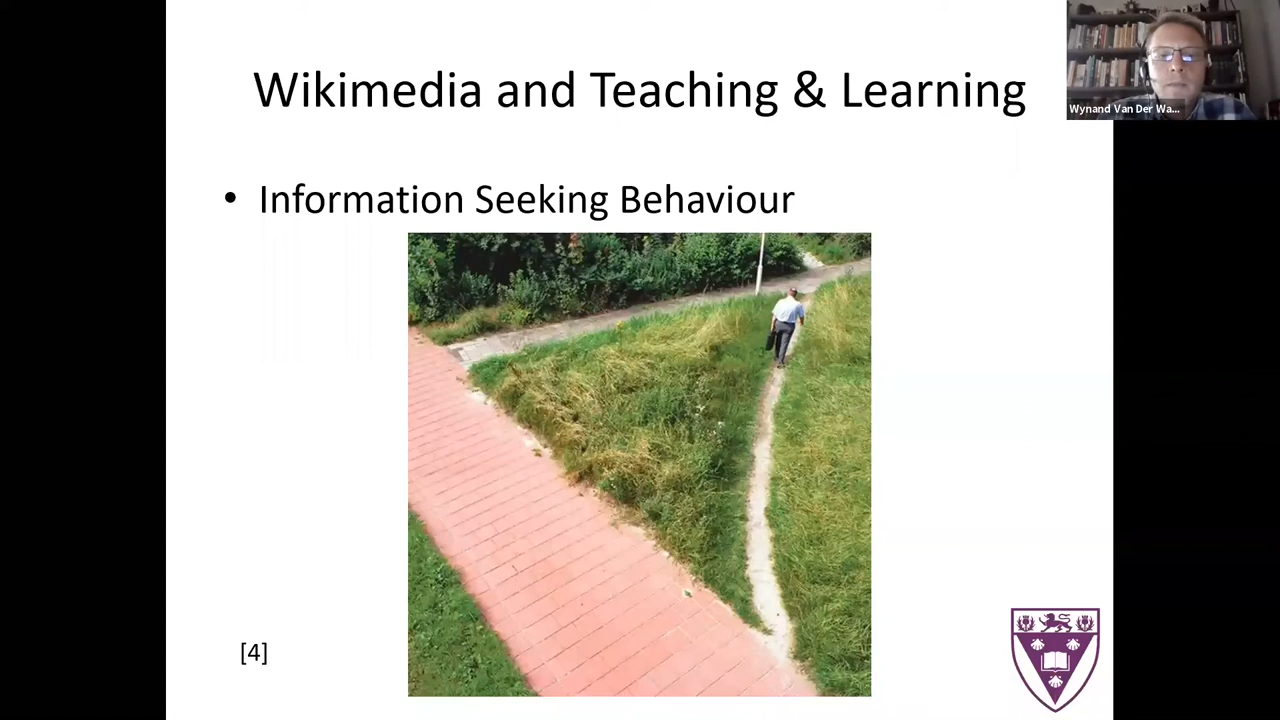 Wikimedia and Teaching & Learning
Wynand Van Der Wa...
• Information Seeking Behaviour
[4]